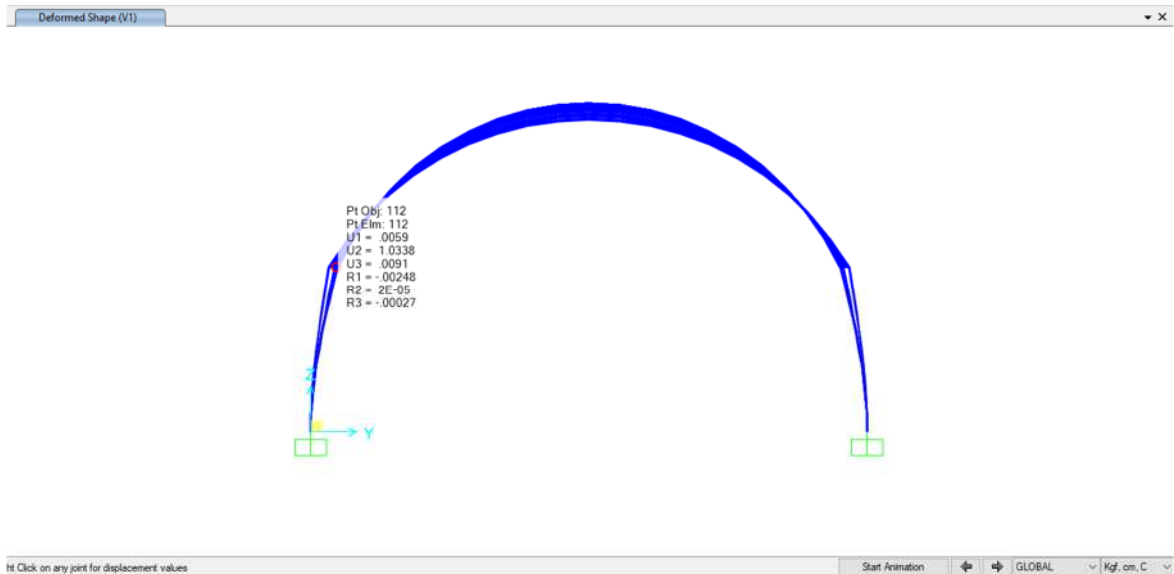 Deformed Shape (V1)
Pt Obj: 112
Pt Elm: 112
U1 = .0059
U2 = 1.0338
U3 = .0091
R1 = -.00248
R2 = 2E-05
R3 = -.00027
Z
Y
ht Click on any joint for displacement values
Start Animation
GLOBAL
Kgf, cm, C